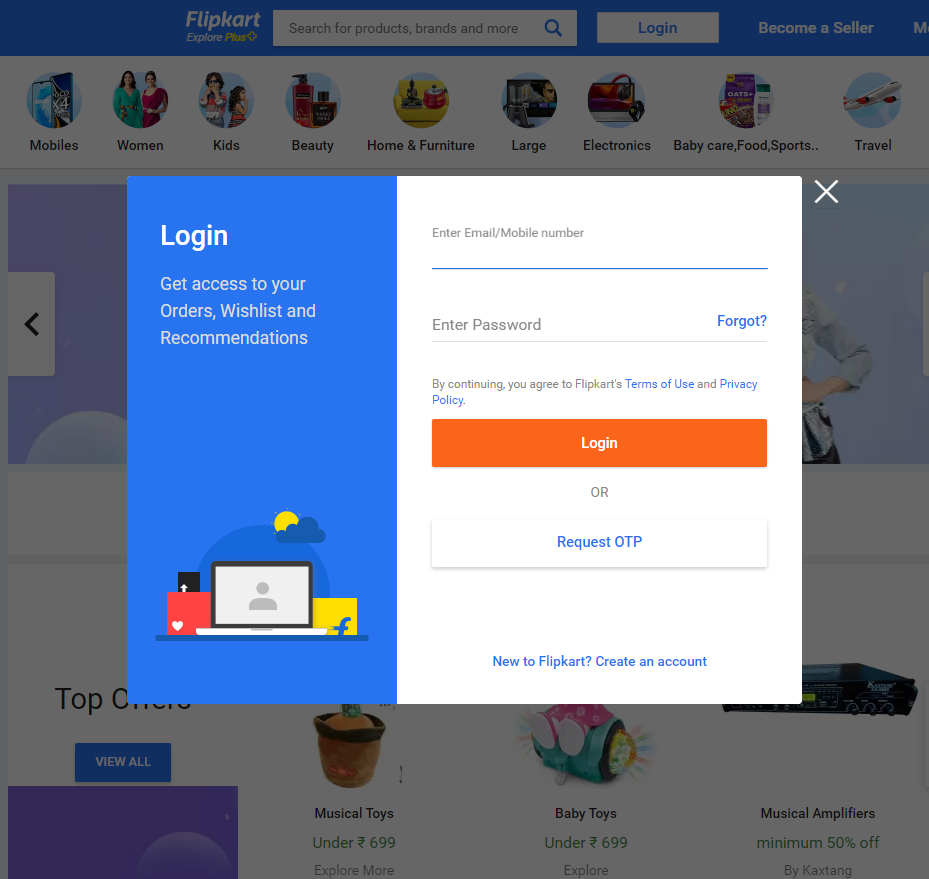 Flipkart
Explore Plus
Search for products, brands and more
Login
Become a Seller
Mobiles
Women
Kids
Beauty
Home & Furniture
Large
Electronics
Baby care,Food,Sports..
Travel
Login
Get access to your
Orders, Wishlist and
Recommendations
Enter Email/Mobile number
Enter Password
Forgot?
By continuing, you agree to Flipkart's Terms of Use and Privacy
Policy.
Login
OR
Request OTP
New to Flipkart? Create an account
Top Offers
VIEW ALL
Musical Toys
Under ₹ 699
Explore More
Baby Toys
Under ₹ 699
Explore
Musical Amplifiers
minimum 50% off
By Kaxtang